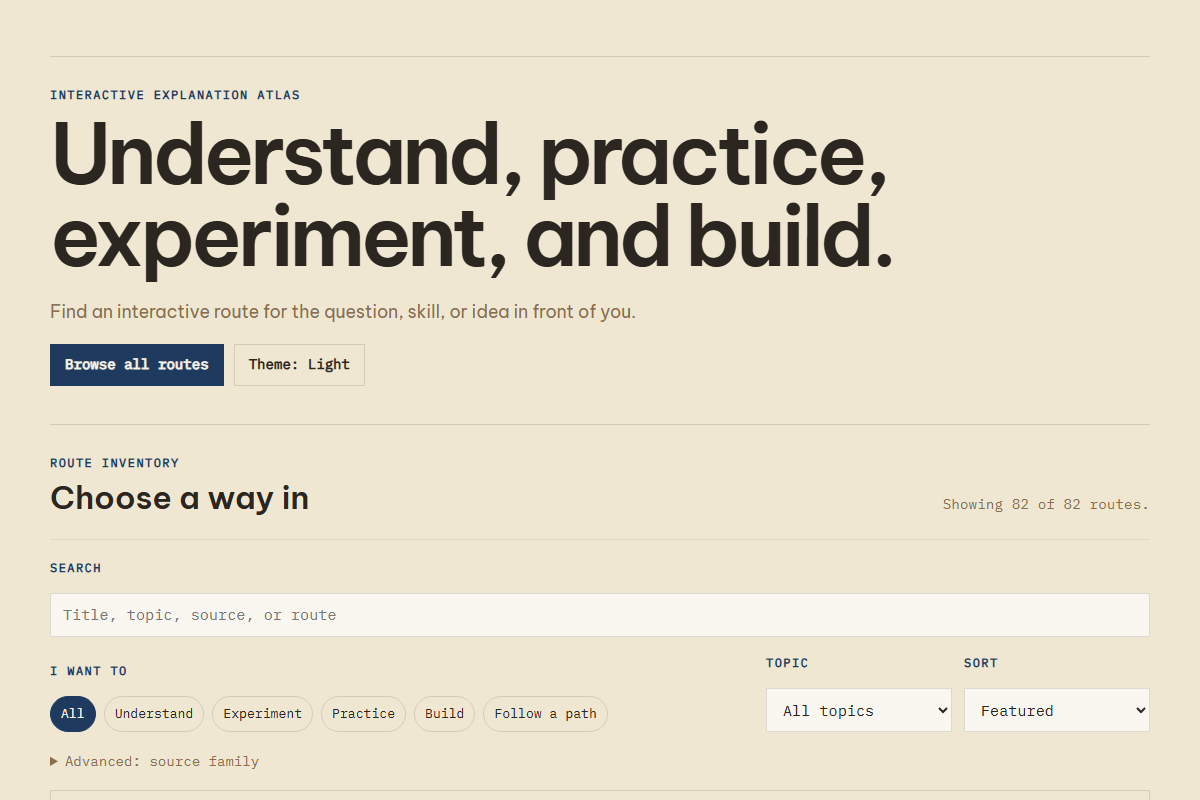 INTERACTIVE EXPLANATION ATLAS
Understand, practice,
experiment, and build.
Find an interactive route for the question, skill, or idea in front of you.
Browse all routes
Theme: Light
ROUTE INVENTORY
Choose a way in
Showing 82 of 82 routes.
SEARCH
Title, topic, source, or route
I WANT TO
All
Understand
Experiment
Practice
Build
Follow a path
TOPIC
All topics
SORT
Featured
Advanced: source family